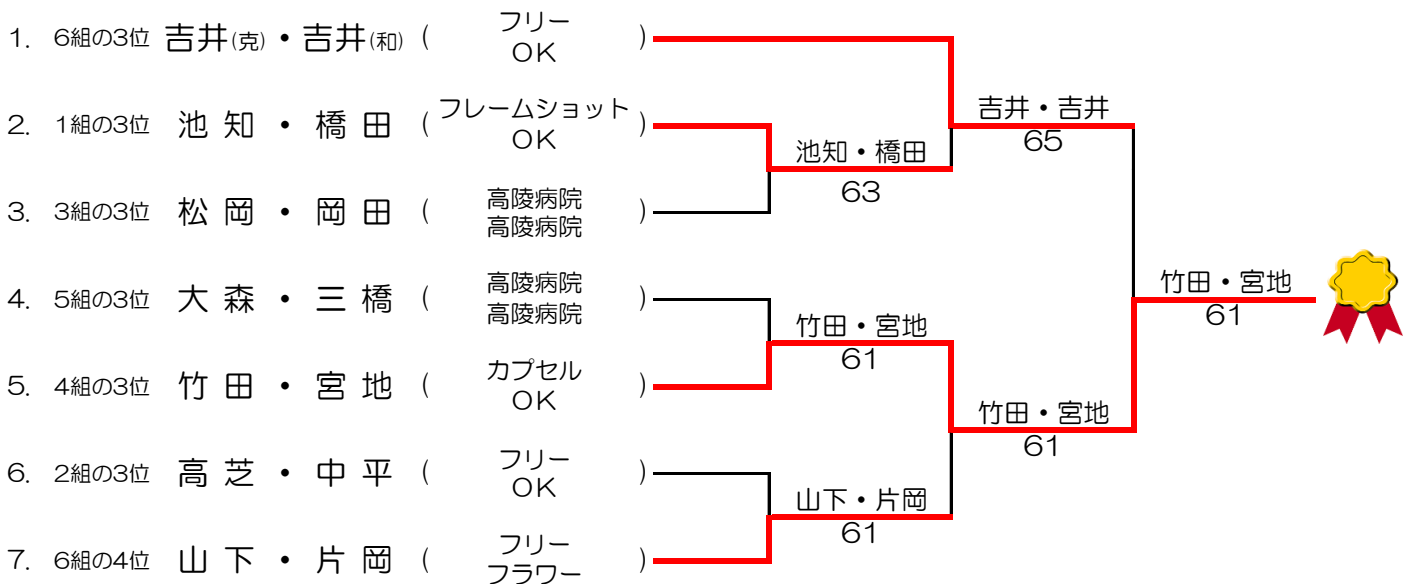 1. 6組の3位 吉井(克)・吉井(和) ( フリー OK )
2. 1組の3位 池知・橋田 ( フレームショット OK )
3. 3組の3位 松岡・岡田 ( 高陵病院 高陵病院 )
4. 5組の3位 大森・三橋 ( 高陵病院 高陵病院 )
5. 4組の3位 竹田・宮地 ( カプセル OK )
6. 2組の3位 高芝・中平 ( フリー OK )
7. 6組の4位 山下・片岡 ( フリー フラワー )
池知・橋田
63
竹田・宮地
61
山下・片岡
61
吉井・吉井
65
竹田・宮地
61
竹田・宮地
61